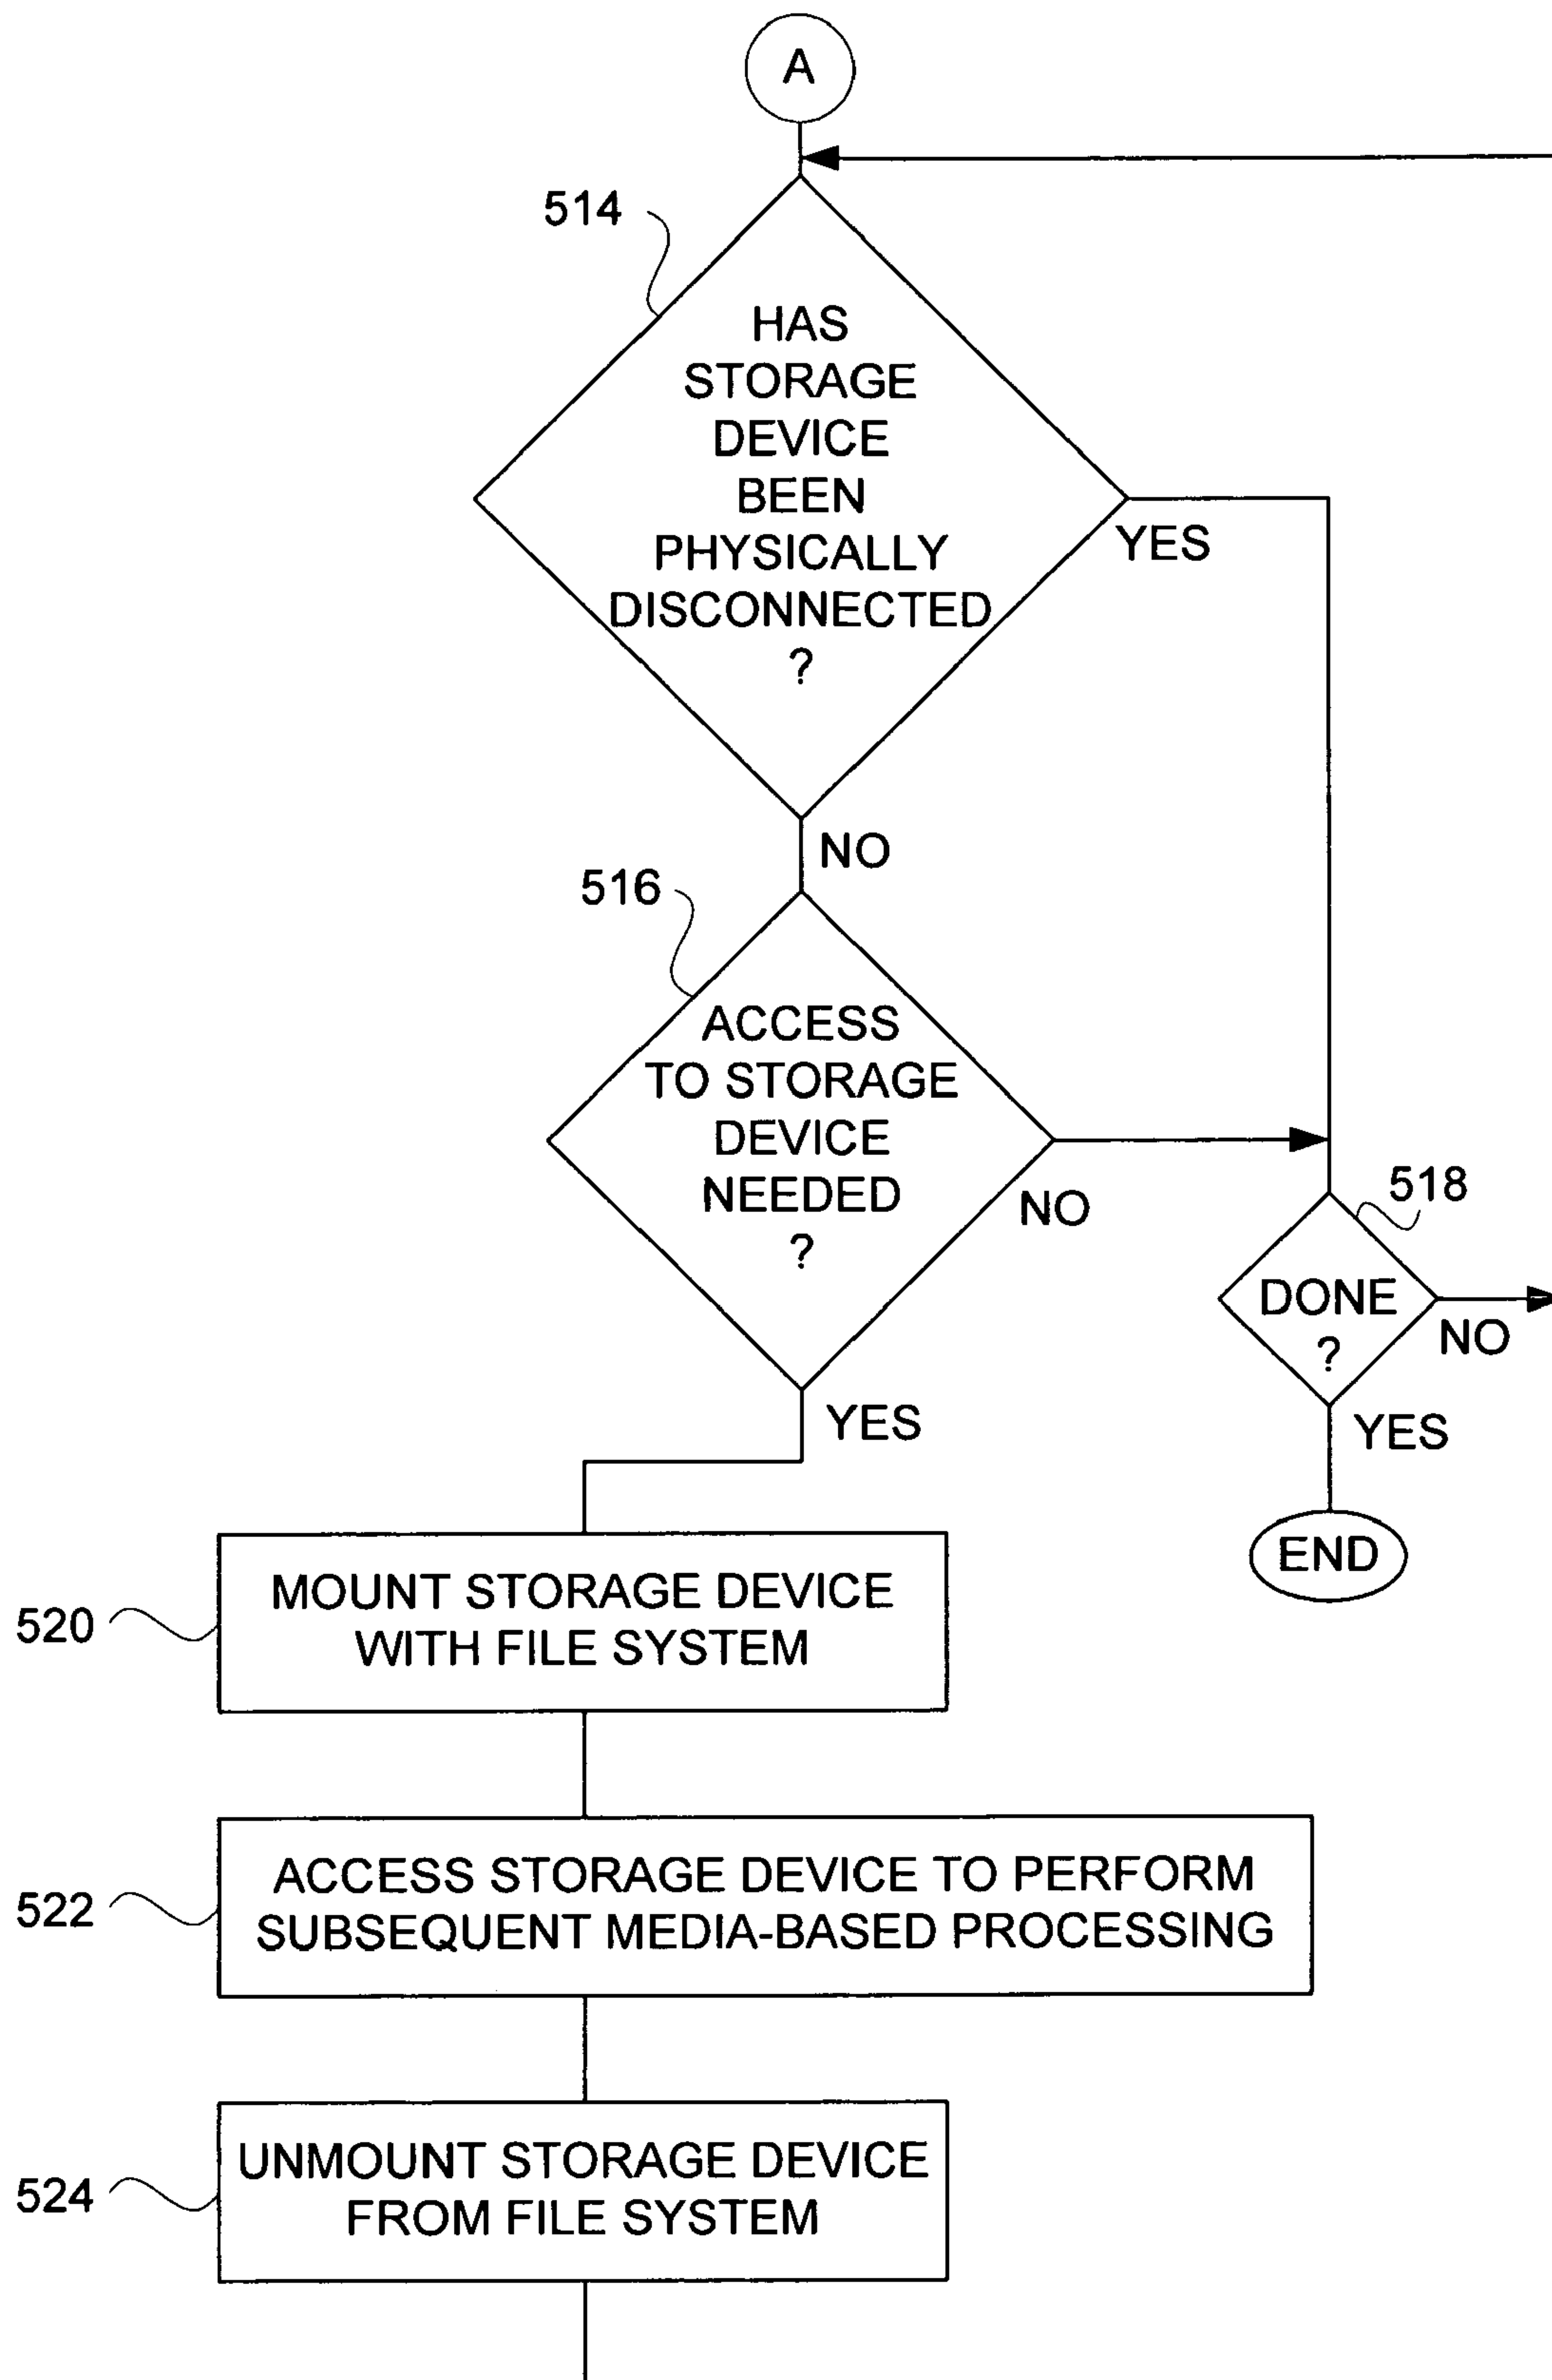 A
514
HAS
STORAGE
DEVICE
BEEN
PHYSICALLY
DISCONNECTED
?
YES
NO
516
ACCESS
TO STORAGE
DEVICE
NEEDED
?
NO
518
DONE
?
NO
YES
YES
END
520
MOUNT STORAGE DEVICE
WITH FILE SYSTEM
522
ACCESS STORAGE DEVICE TO PERFORM
SUBSEQUENT MEDIA-BASED PROCESSING
524
UNMOUNT STORAGE DEVICE
FROM FILE SYSTEM